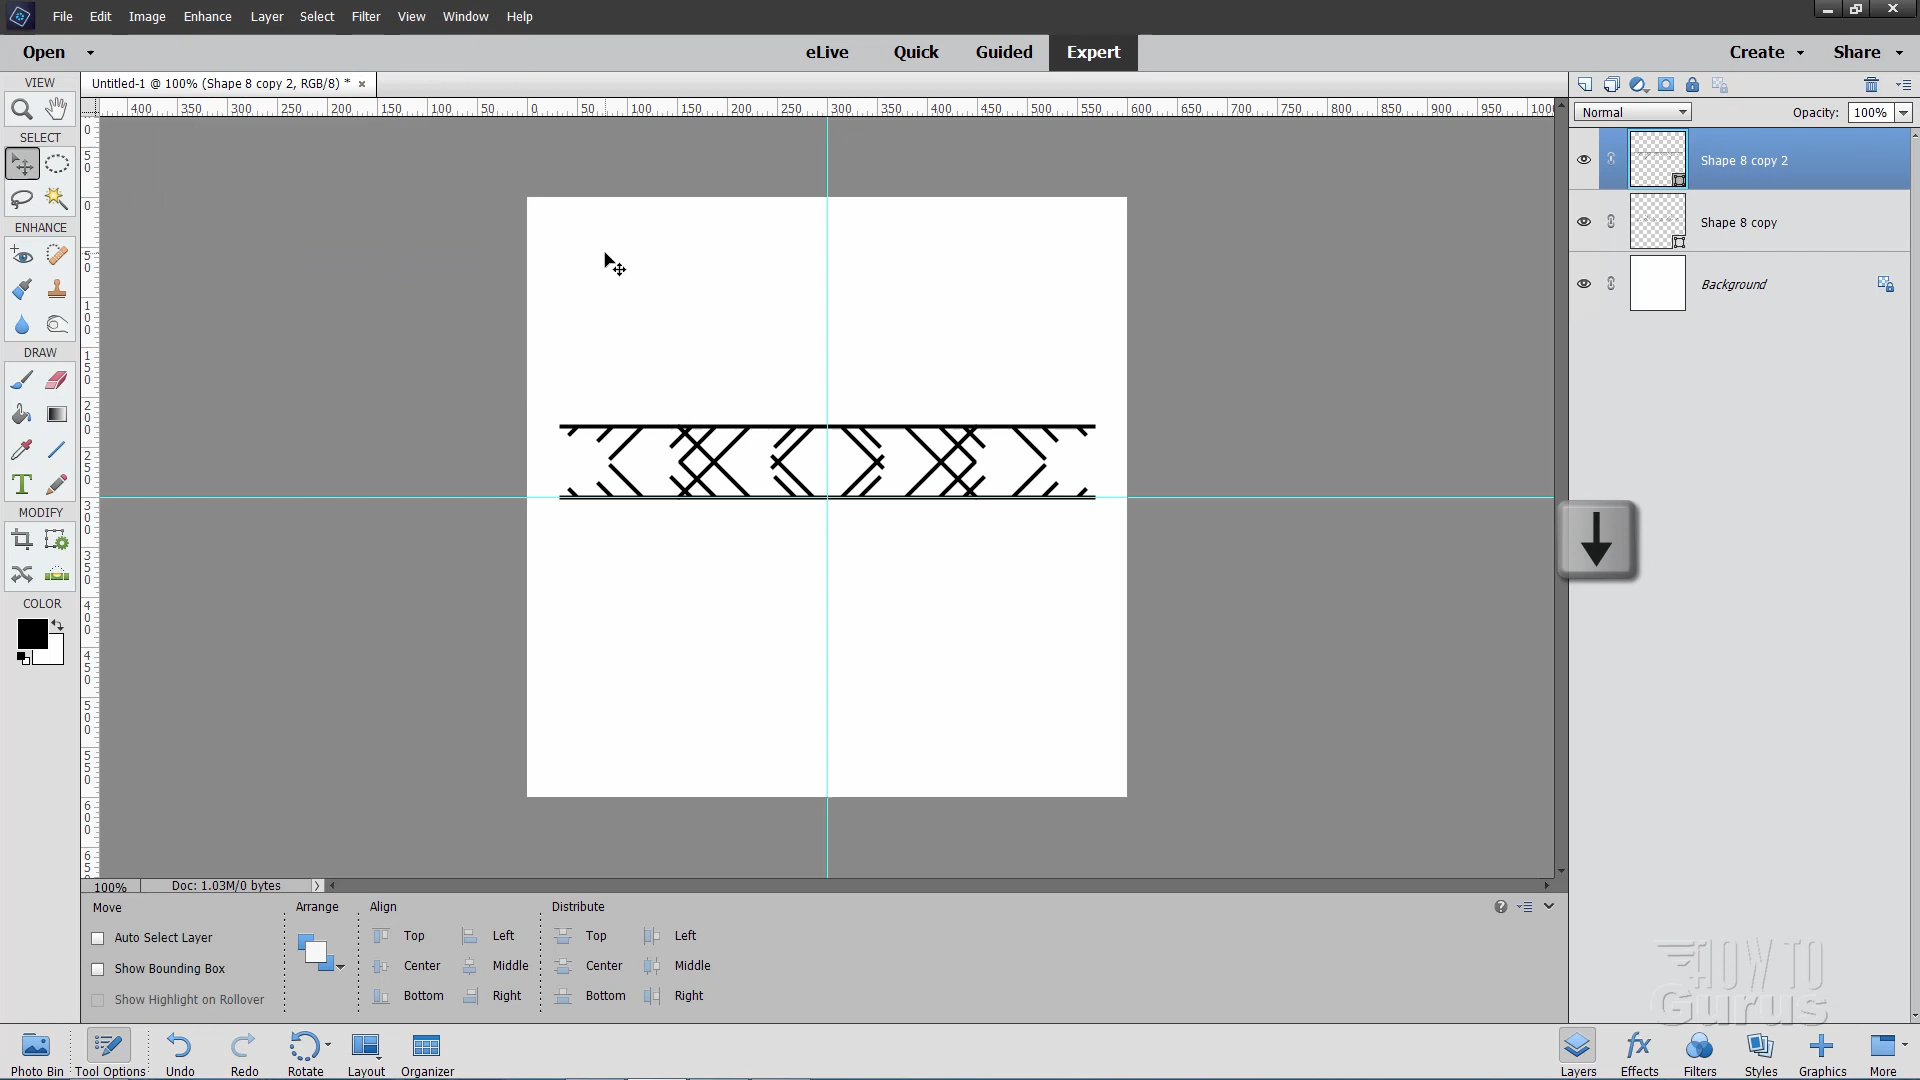 File Edit Image Enhance Layer Select Filter View Window Help
Open eLive Quick Guided Expert Create Share
VIEW
Untitled-1 @ 100% (Shape 8 copy 2, RGB/8) * ×
400 350 300 250 200 150 100 50 0 50 100 150 200 250 300 350 400 450 500 550 600 650 700 750 800 850 900 950 1000
Normal Opacity: 100%
SELECT
Shape 8 copy 2
Shape 8 copy
ENHANCE
Background
DRAW
T
MODIFY
COLOR
100% Doc: 1.03M/0 bytes
Move Arrange Align Distribute
Auto Select Layer Top Left Top Left
Show Bounding Box Center Middle Center Middle
Show Highlight on Rollover Bottom Right Bottom Right
HOW TO
Gurus
fx
Photo Bin Tool Options Undo Redo Rotate Layout Organizer Layers Effects Filters Styles Graphics More